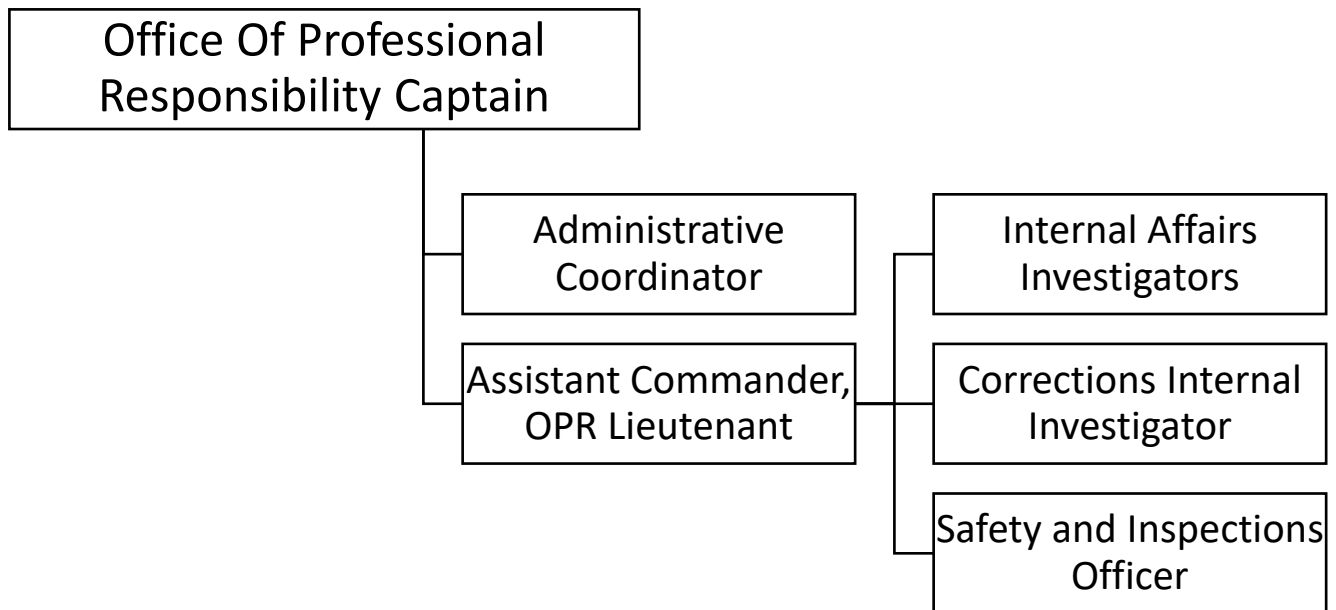 Office Of Professional
Responsibility Captain
Administrative
Coordinator
Assistant Commander,
OPR Lieutenant
Internal Affairs
Investigators
Corrections Internal
Investigator
Safety and Inspections
Officer